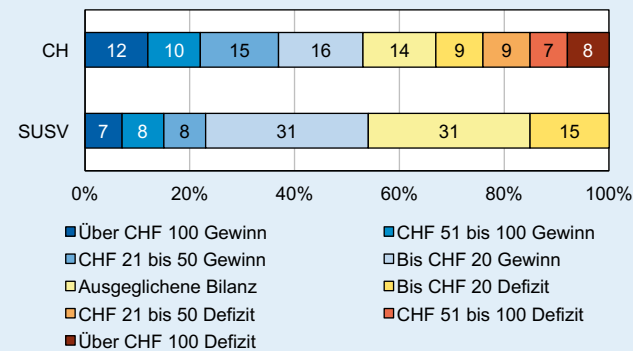 CH 12 10 15 16 14 9 9 7 8
SUSV 7 8 8 31 31 15
0% 20% 40% 60% 80% 100%
Über CHF 100 Gewinn CHF 51 bis 100 Gewinn
CHF 21 bis 50 Gewinn Bis CHF 20 Gewinn
Ausgeglichene Bilanz Bis CHF 20 Defizit
CHF 21 bis 50 Defizit CHF 51 bis 100 Defizit
Über CHF 100 Defizit